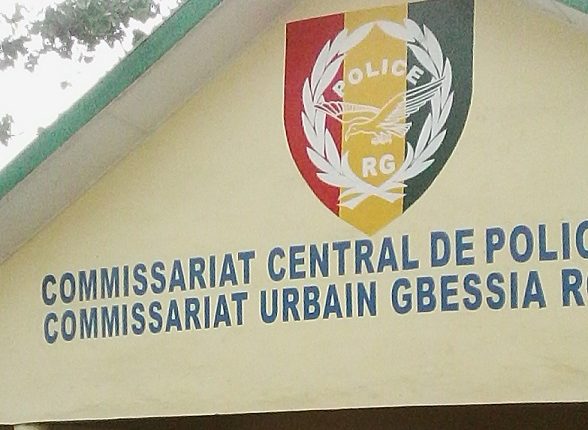 POLICE
RG
COMMISSARIAT CENTRAL DE POLIC
COMMISSARIAT URBAIN GBESSIA R